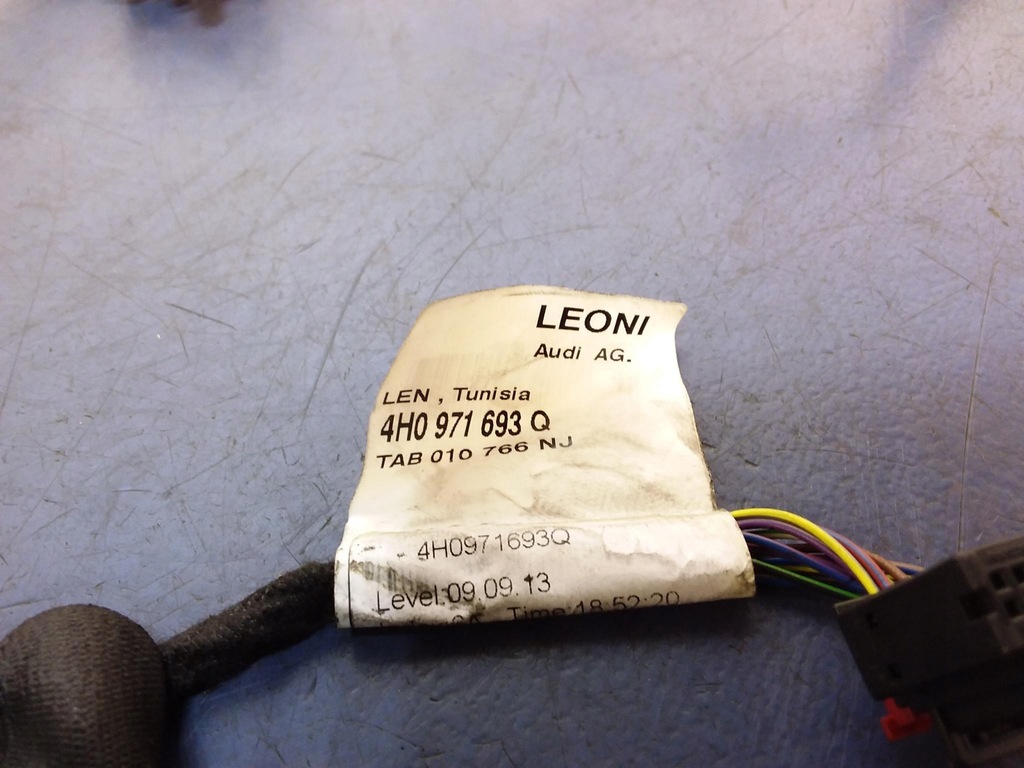 LEONI
Audi AG.
LEN , Tunisia
4H0 971 693 Q
TAB 010 766 NJ
- 4H0971693Q
Level:09.09.13
Time:18:52:20